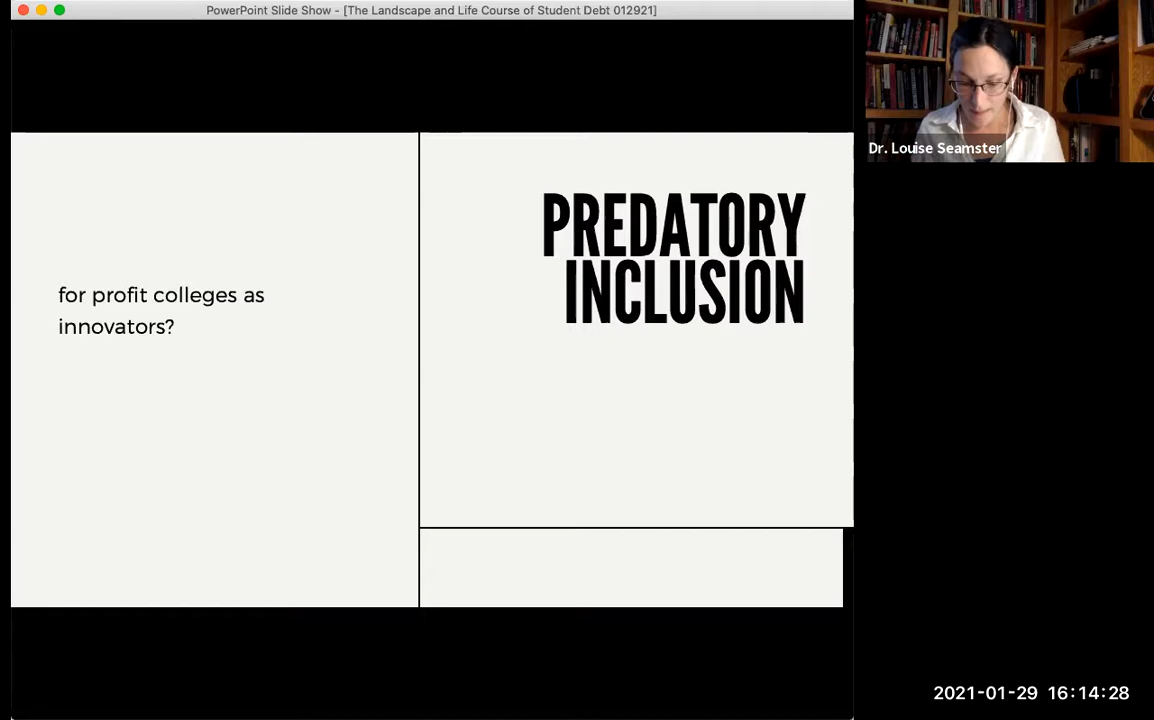 PowerPoint Slide Show - [The Landscape and Life Course of Student Debt 012921]
for profit colleges as
innovators?
PREDATORY
INCLUSION
Dr. Louise Seamster
2021-01-29 16:14:28